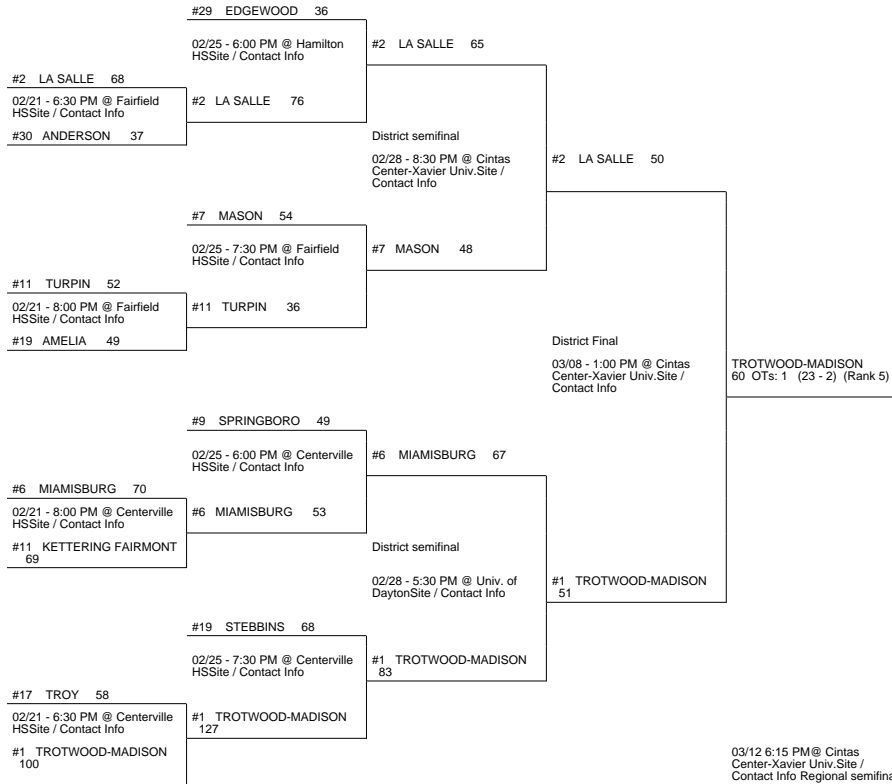 #29 EDGEWOOD 36
02/25 - 6:00 PM @ Hamilton
HSSite / Contact Info
#2 LA SALLE 65
#2 LA SALLE 68
02/21 - 6:30 PM @ Fairfield
HSSite / Contact Info
#2 LA SALLE 76
#30 ANDERSON 37
District semifinal
02/28 - 8:30 PM @ Cintas
Center-Xavier Univ.Site /
Contact Info
#2 LA SALLE 50
#7 MASON 54
02/25 - 7:30 PM @ Fairfield
HSSite / Contact Info
#7 MASON 48
#11 TURPIN 52
02/21 - 8:00 PM @ Fairfield
HSSite / Contact Info
#11 TURPIN 36
#19 AMELIA 49
District Final
03/08 - 1:00 PM @ Cintas
Center-Xavier Univ.Site /
Contact Info
TROTWOOD-MADISON
60 OTs: 1 (23 - 2) (Rank 5)
#9 SPRINGBORO 49
02/25 - 6:00 PM @ Centerville
HSSite / Contact Info
#6 MIAMISBURG 67
#6 MIAMISBURG 70
02/21 - 8:00 PM @ Centerville
HSSite / Contact Info
#6 MIAMISBURG 53
#11 KETTERING FAIRMONT
69
District semifinal
02/28 - 5:30 PM @ Univ. of
DaytonSite / Contact Info
#1 TROTWOOD-MADISON
51
#19 STEBBINS 68
02/25 - 7:30 PM @ Centerville
HSSite / Contact Info
#1 TROTWOOD-MADISON
83
#17 TROY 58
02/21 - 6:30 PM @ Centerville
HSSite / Contact Info
#1 TROTWOOD-MADISON
127
#1 TROTWOOD-MADISON
100
03/12 6:15 PM@ Cintas
Center-Xavier Univ.Site /
Contact Info Regional semifina